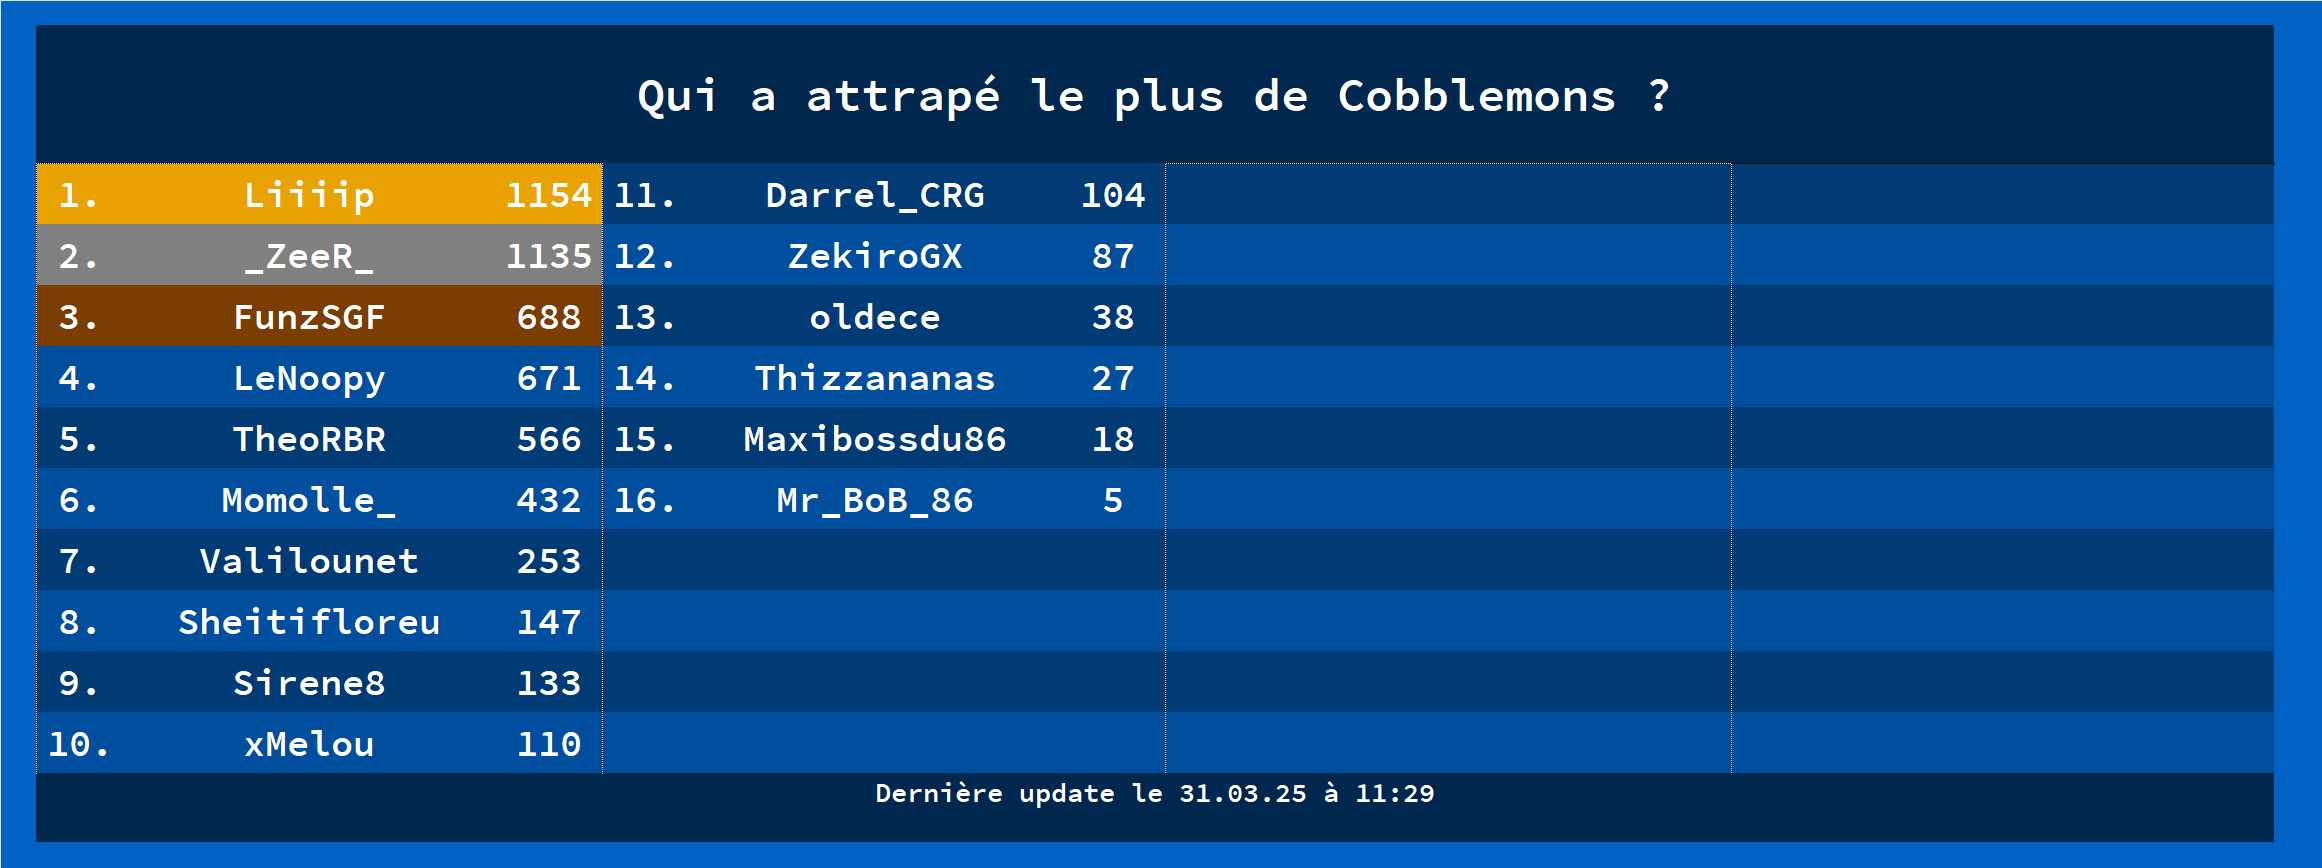 Qui a attrapé le plus de Cobblemons ?
1. Liiiip 1154
2. _ZeeR_ 1135
3. FunzSGF 688
4. LeNoopy 671
5. TheoRBR 566
6. Momolle_ 432
7. Valilounet 253
8. Sheitifloreu 147
9. Sirene8 133
10. xMelou 110
11. Darrel_CRG 104
12. ZekiroGX 87
13. oldece 38
14. Thizzananas 27
15. Maxibossdu86 18
16. Mr_BoB_86 5
Dernière update le 31.03.25 à 11:29